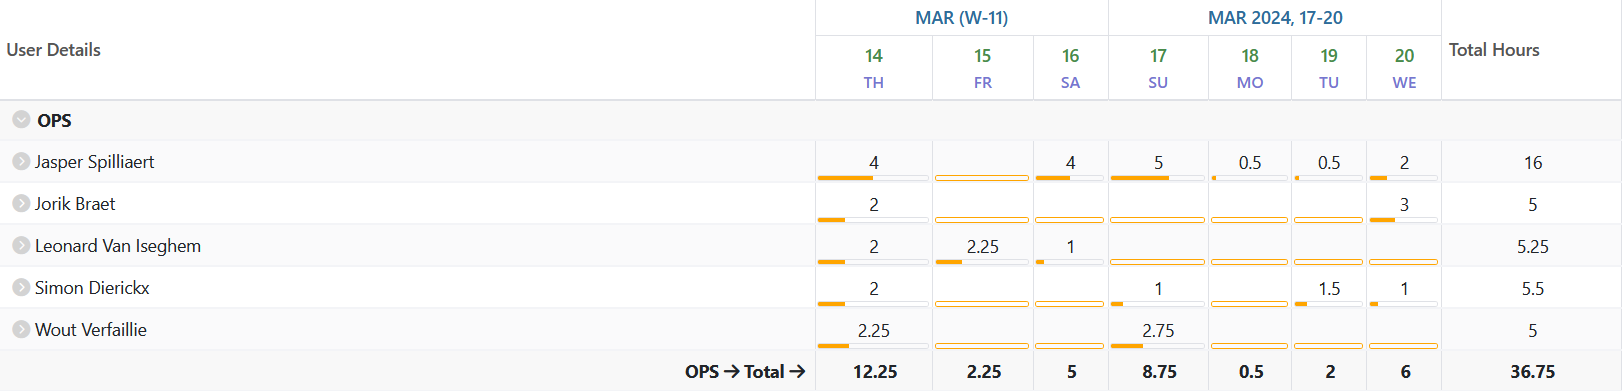 MAR (W-11) MAR 2024, 17-20
User Details 14 15 16 17 18 19 20 Total Hours
TH FR SA SU MO TU WE
OPS
Jasper Spilliaert 4 4 5 0.5 0.5 2 16
Jorik Braet 2 3 5
Leonard Van Iseghem 2 2.25 1 5.25
Simon Dierickx 2 1 1.5 1 5.5
Wout Verfaillie 2.25 2.75 5
OPS → Total → 12.25 2.25 5 8.75 0.5 2 6 36.75